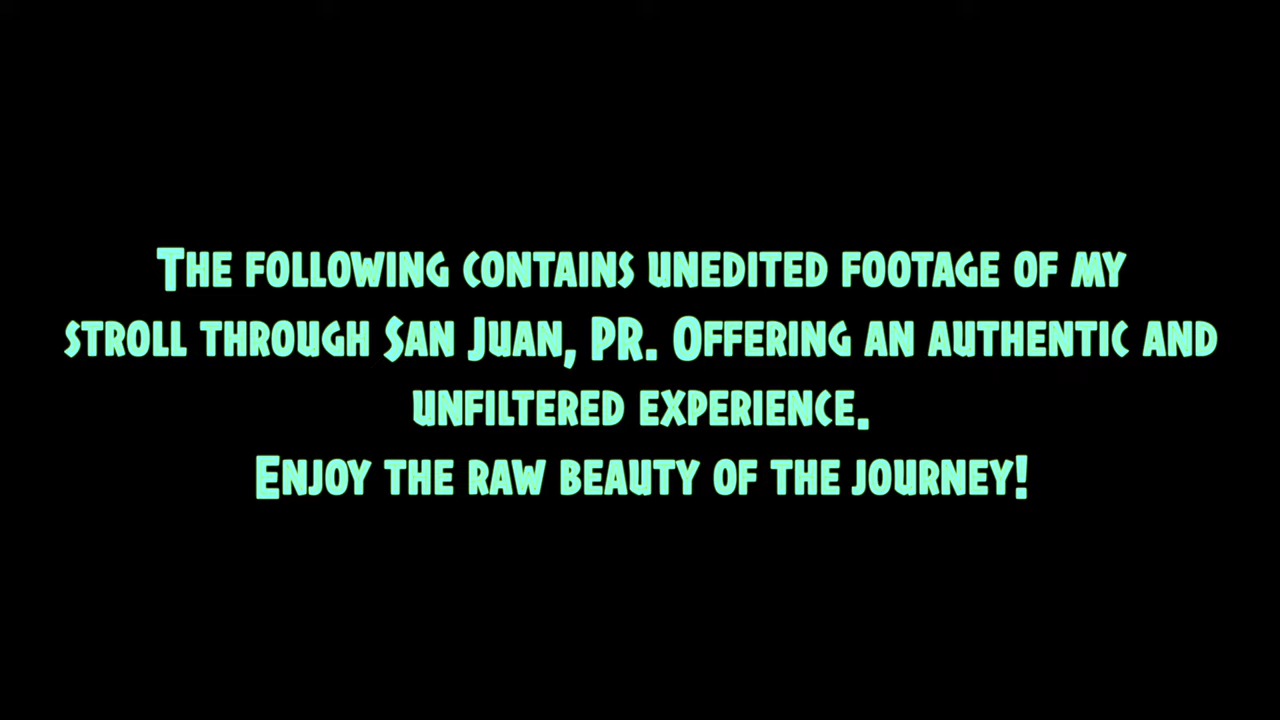 The following contains unedited footage of my
stroll through San Juan, PR. Offering an authentic and
unfiltered experience.
Enjoy the raw beauty of the journey!